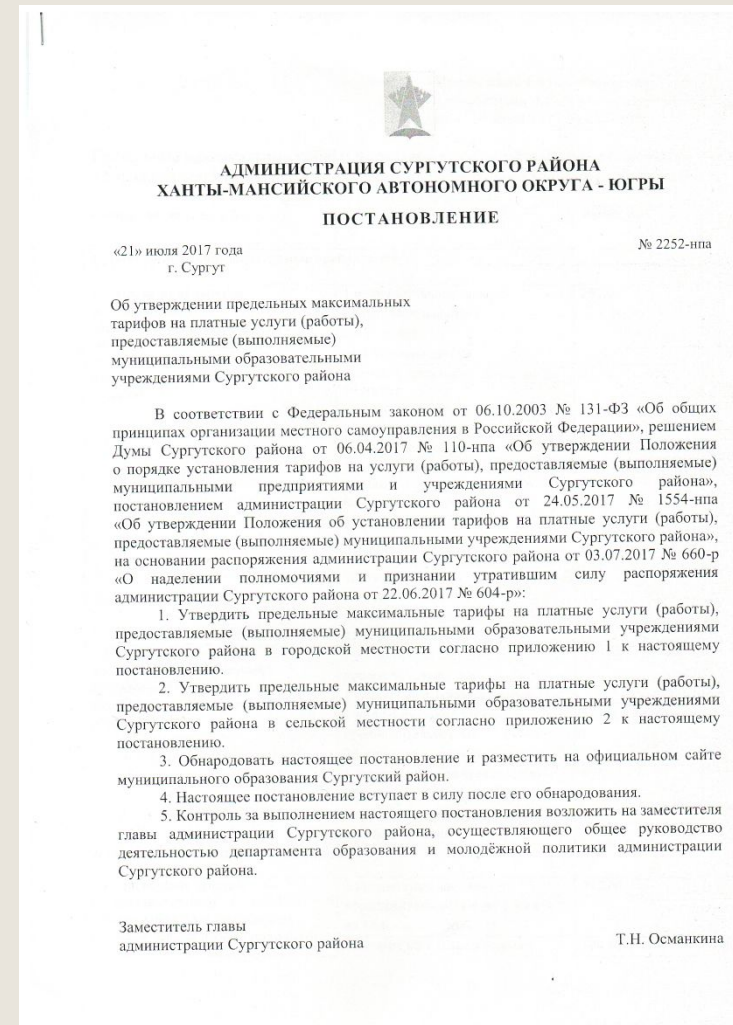 АДМИНИСТРАЦИЯ СУРГУТСКОГО РАЙОНА
ХАНТЫ-МАНСИЙСКОГО АВТОНОМНОГО ОКРУГА - ЮГРЫ
ПОСТАНОВЛЕНИЕ
«21» июля 2017 года № 2252-нпа
г. Сургут
Об утверждении предельных максимальных
тарифов на платные услуги (работы),
предоставляемые (выполняемые)
муниципальными образовательными
учреждениями Сургутского района
В соответствии с Федеральным законом от 06.10.2003 № 131-ФЗ «Об общих
принципах организации местного самоуправления в Российской Федерации», решением
Думы Сургутского района от 06.04.2017 № 110-нпа «Об утверждении Положения
о порядке установления тарифов на услуги (работы), предоставляемые (выполняемые)
муниципальными предприятиями и учреждениями Сургутского района»,
постановлением администрации Сургутского района от 24.05.2017 № 1554-нпа
«Об утверждении Положения об установлении тарифов на платные услуги (работы),
предоставляемые (выполняемые) муниципальными учреждениями Сургутского района»,
на основании распоряжения администрации Сургутского района от 03.07.2017 № 660-р
«О наделении полномочиями и признании утратившим силу распоряжения
администрации Сургутского района от 22.06.2017 № 604-р»:
1. Утвердить предельные максимальные тарифы на платные услуги (работы),
предоставляемые (выполняемые) муниципальными образовательными учреждениями
Сургутского района в городской местности согласно приложению 1 к настоящему
постановлению.
2. Утвердить предельные максимальные тарифы на платные услуги (работы),
предоставляемые (выполняемые) муниципальными образовательными учреждениями
Сургутского района в сельской местности согласно приложению 2 к настоящему
постановлению.
3. Обнародовать настоящее постановление и разместить на официальном сайте
муниципального образования Сургутский район.
4. Настоящее постановление вступает в силу после его обнародования.
5. Контроль за выполнением настоящего постановления возложить на заместителя
главы администрации Сургутского района, осуществляющего общее руководство
деятельностью департамента образования и молодёжной политики администрации
Сургутского района.
Заместитель главы
администрации Сургутского района Т.Н. Османкина